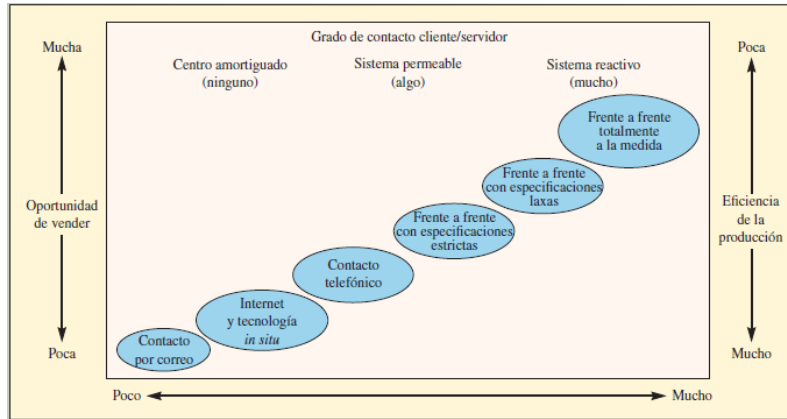 Grado de contacto cliente/servidor
Mucha
Poca
Centro amortiguado
(ninguno)
Sistema permeable
(algo)
Sistema reactivo
(mucho)
Frente a frente
totalmente
a la medida
Frente a frente
con especificaciones
laxas
Oportunidad
de vender
Frente a frente
con especificaciones
estrictas
Eficiencia
de la
producción
Contacto
telefónico
Internet
y tecnología
in situ
Contacto
por correo
Poca
Mucho
Poco
Mucho